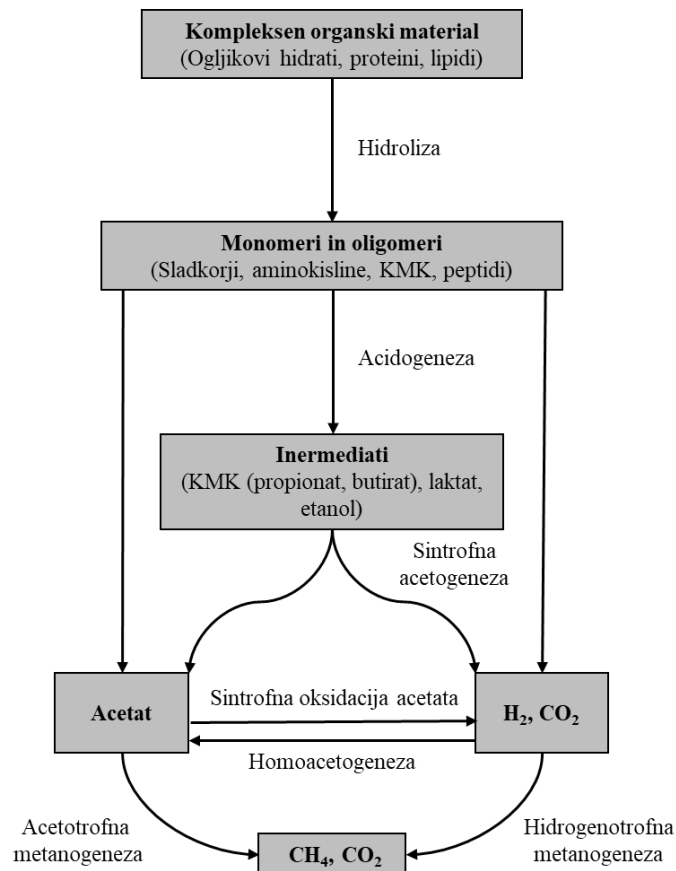 Kompleksen organski material
(Ogljikovi hidrati, proteini, lipidi)
Hidroliza
Monomeri in oligomeri
(Sladkorji, aminokisline, KMK, peptidi)
Acidogeneza
Inermediati
(KMK (propionat, butirat), laktat,
etanol)
Sintrofna
acetogeneza
Acetat
Sintrofna oksidacija acetata
H₂, CO₂
Homoacetogeneza
Acetotrofna
metanogeneza
CH₄, CO₂
Hidrogenotrofna
metanogeneza